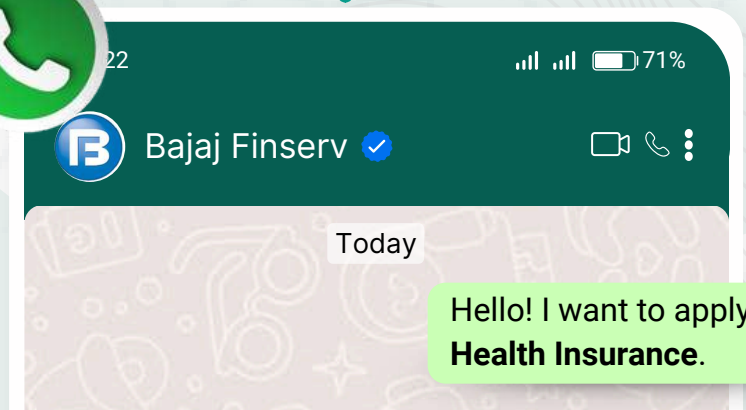 22
71%
Bajaj Finserv
Today
Hello! I want to apply
Health Insurance.